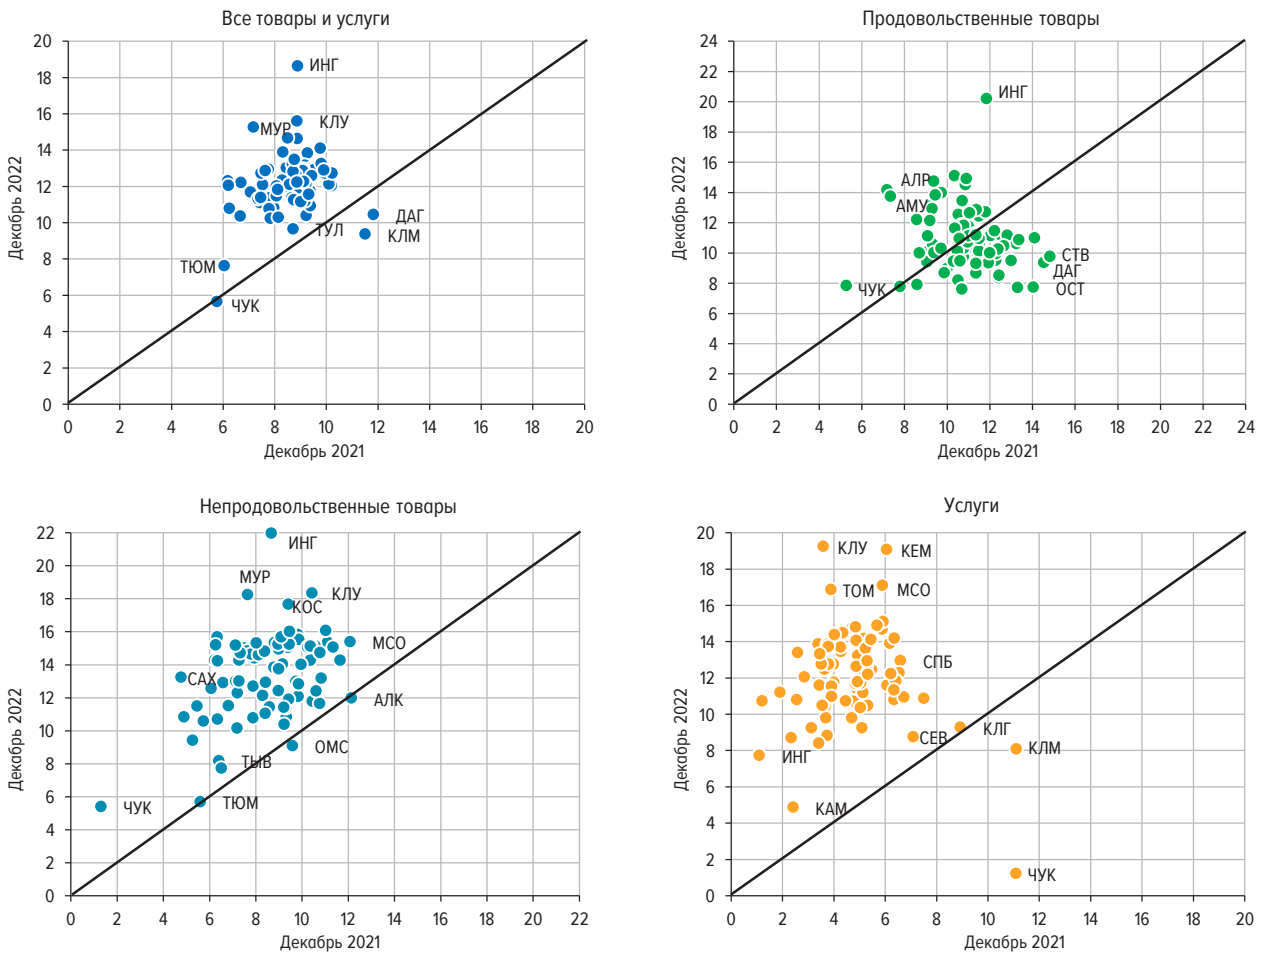 Все товары и услуги
20
18
16
14
12
10
8
6
4
2
0
Декабрь 2022
ИНГ
МУР
КЛУ
ДАГ
ТУЛ
КЛМ
ТЮМ
ЧУК
0 2 4 6 8 10 12 14 16 18 20
Декабрь 2021
Продовольственные товары
24
22
20
18
16
14
12
10
8
6
4
2
0
Декабрь 2022
ИНГ
АЛР
АМУ
СТВ
ДАГ
ОСТ
ЧУК
0 2 4 6 8 10 12 14 16 18 20 22 24
Декабрь 2021
Непродовольственные товары
22
20
18
16
14
12
10
8
6
4
2
0
Декабрь 2022
ИНГ
МУР
КЛУ
КОС
МСО
САХ
АЛК
ОМС
ТЫВ
ТЮМ
ЧУК
0 2 4 6 8 10 12 14 16 18 20 22
Декабрь 2021
Услуги
20
18
16
14
12
10
8
6
4
2
0
Декабрь 2022
КЛУ
КЕМ
ТОМ
МСО
СПБ
КЛГ
СЕВ
КЛМ
ИНГ
КАМ
ЧУК
0 2 4 6 8 10 12 14 16 18 20
Декабрь 2021